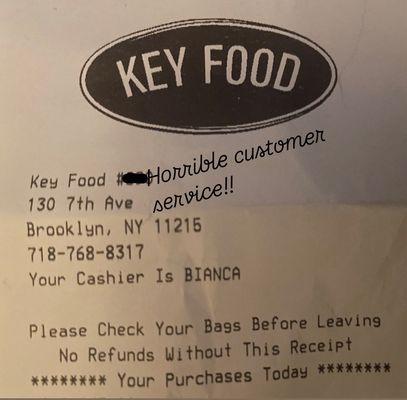 KEY FOOD
Key Food # Horrible customer
130 7th Ave service!!
Brooklyn, NY 11215
718-768-8317
Your Cashier Is BIANCA
Please Check Your Bags Before Leaving
No Refunds Without This Receipt
******** Your Purchases Today ********